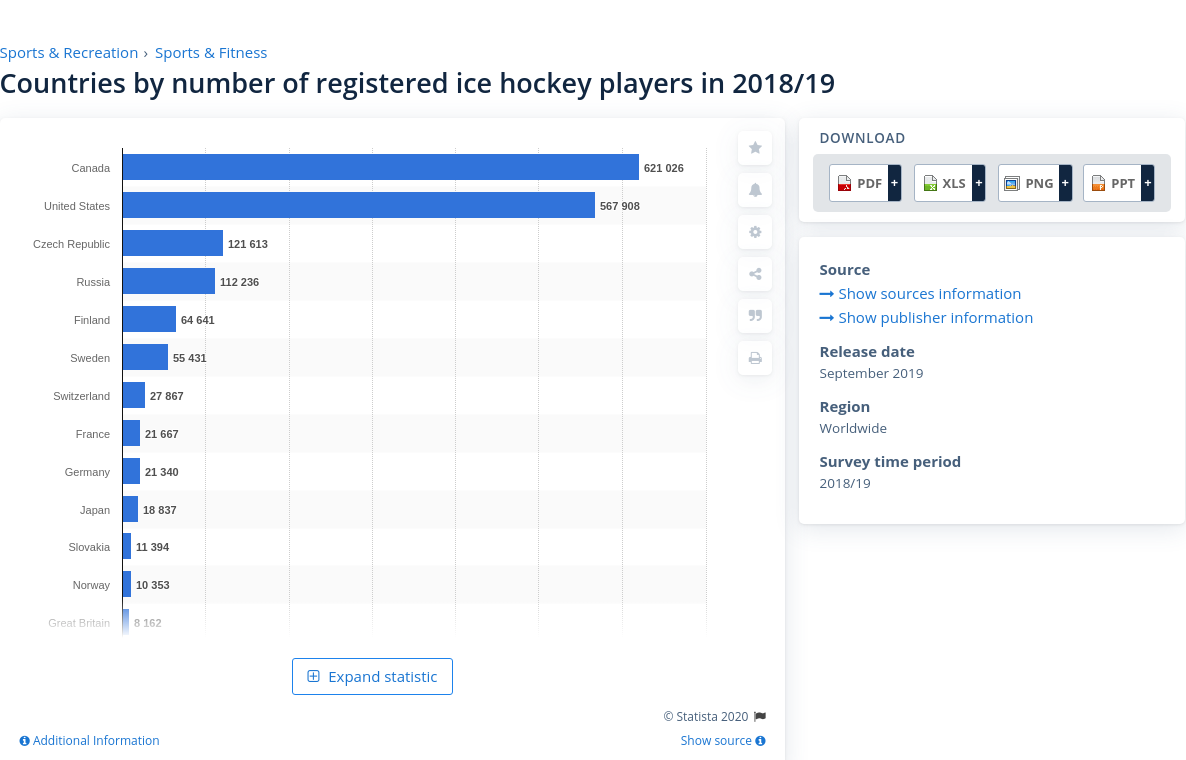 Sports & Recreation › Sports & Fitness
Countries by number of registered ice hockey players in 2018/19
Canada 621 026
United States 567 908
Czech Republic 121 613
Russia 112 236
Finland 64 641
Sweden 55 431
Switzerland 27 867
France 21 667
Germany 21 340
Japan 18 837
Slovakia 11 394
Norway 10 353
Great Britain 8 162
Expand statistic
© Statista 2020
Additional Information
Show source
DOWNLOAD
PDF + XLS + PNG + PPT +
Source
Show sources information
Show publisher information
Release date
September 2019
Region
Worldwide
Survey time period
2018/19